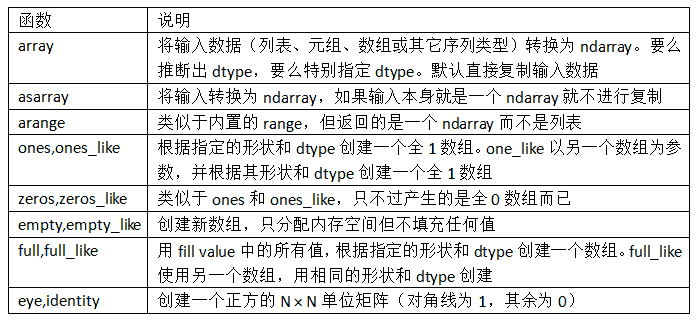 函数 说明
array 将输入数据（列表、元组、数组或其它序列类型）转换为 ndarray。要么
推断出 dtype，要么特别指定 dtype。默认直接复制输入数据
asarray 将输入转换为 ndarray，如果输入本身就是一个 ndarray 就不进行复制
arange 类似于内置的 range，但返回的是一个 ndarray 而不是列表
ones,ones_like 根据指定的形状和 dtype 创建一个全 1 数组。one_like 以另一个数组为参
数，并根据其形状和 dtype 创建一个全 1 数组
zeros,zeros_like 类似于 ones 和 ones_like，只不过产生的是全 0 数组而已
empty,empty_like 创建新数组，只分配内存空间但不填充任何值
full,full_like 用 fill value 中的所有值，根据指定的形状和 dtype 创建一个数组。full_like
使用另一个数组，用相同的形状和 dtype 创建
eye,identity 创建一个正方的 N × N 单位矩阵（对角线为 1，其余为 0）